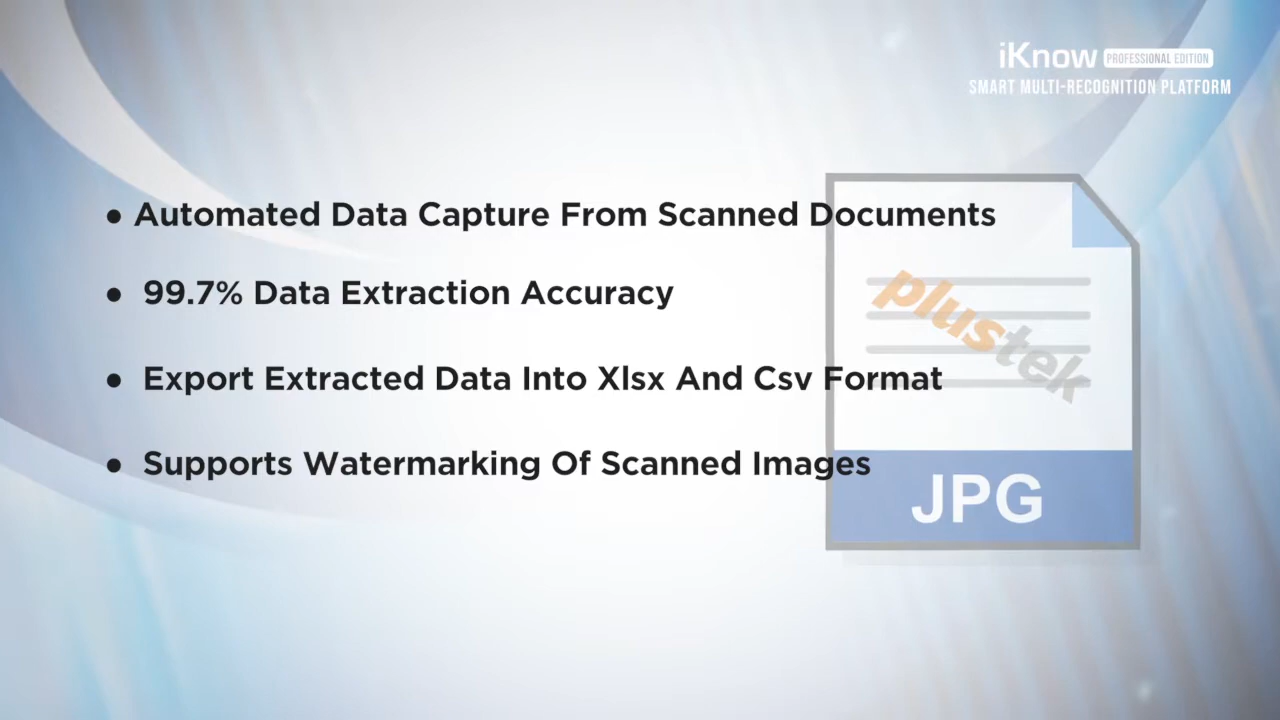 iKnow PROFESSIONAL EDITION
SMART MULTI-RECOGNITION PLATFORM
● Automated Data Capture From Scanned Documents
● 99.7% Data Extraction Accuracy
● Export Extracted Data Into Xlsx And Csv Format
● Supports Watermarking Of Scanned Images
plustek
JPG